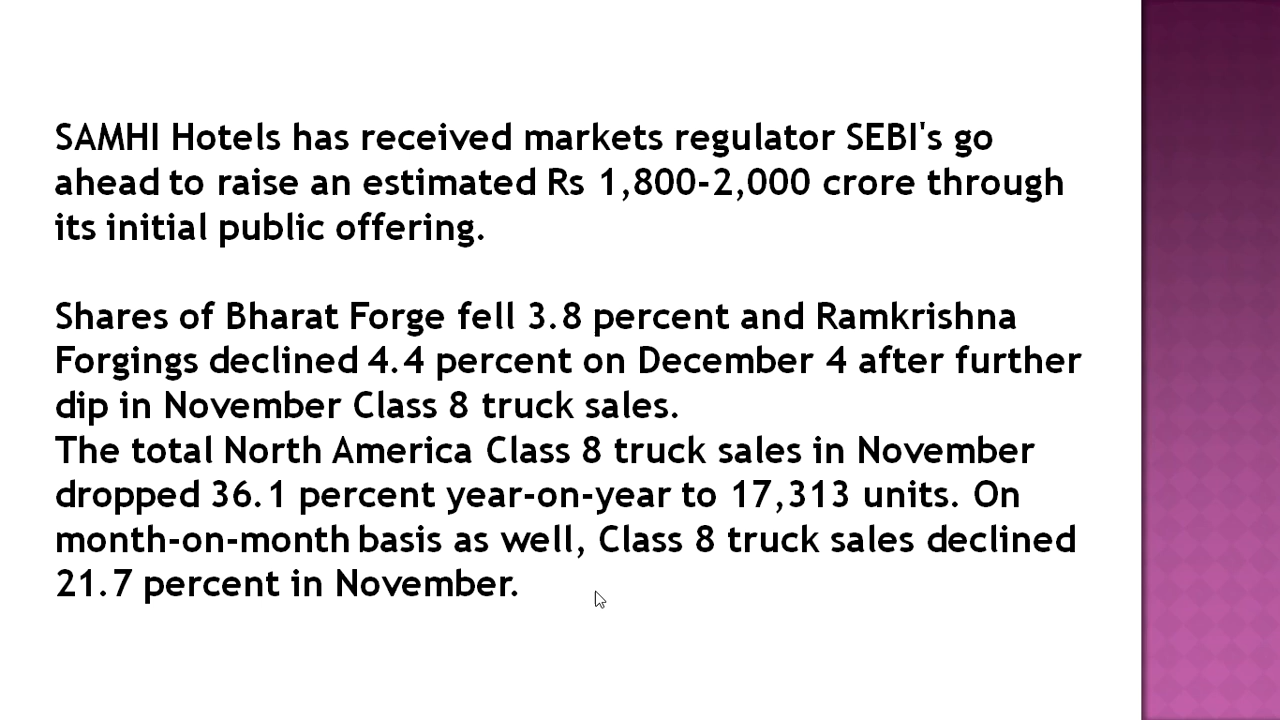 SAMHI Hotels has received markets regulator SEBI's go
ahead to raise an estimated Rs 1,800-2,000 crore through
its initial public offering.
Shares of Bharat Forge fell 3.8 percent and Ramkrishna
Forgings declined 4.4 percent on December 4 after further
dip in November Class 8 truck sales.
The total North America Class 8 truck sales in November
dropped 36.1 percent year-on-year to 17,313 units. On
month-on-month basis as well, Class 8 truck sales declined
21.7 percent in November.